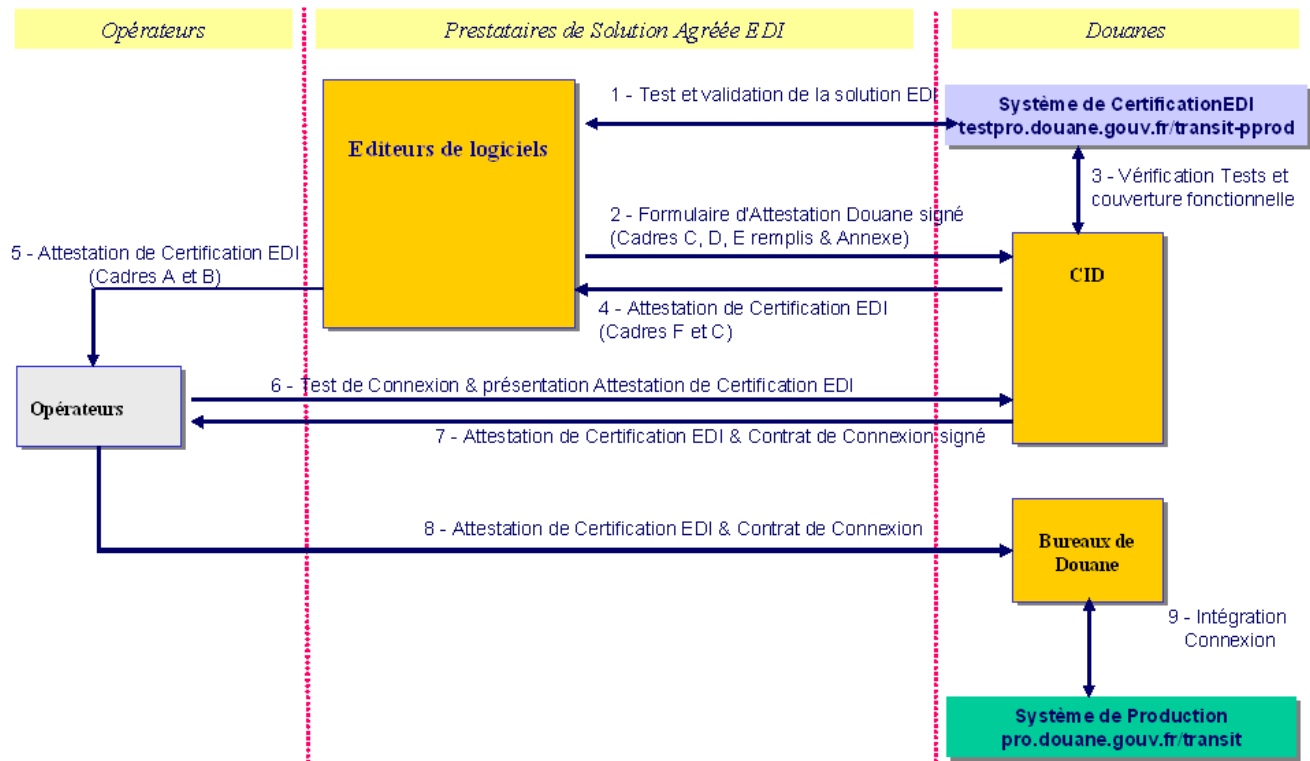 Opérateurs
Prestataires de Solution Agréée EDI
Douanes
1 - Test et validation de la solution EDI
Système de CertificationEDI
testpro.douane.gouv.fr/transit-pprod
Editeurs de logiciels
3 - Vérification Tests et
couverture fonctionnelle
2 - Formulaire d'Attestation Douane signé
(Cadres C, D, E remplis & Annexe)
5 - Attestation de Certification EDI
(Cadres A et B)
CID
4 - Attestation de Certification EDI
(Cadres F et C)
6 - Test de Connexion & présentation Attestation de Certification EDI
Opérateurs
7 - Attestation de Certification EDI & Contrat de Connexion signé
8 - Attestation de Certification EDI & Contrat de Connexion
Bureaux de
Douane
9 - Intégration
Connexion
Système de Production
pro.douane.gouv.fr/transit